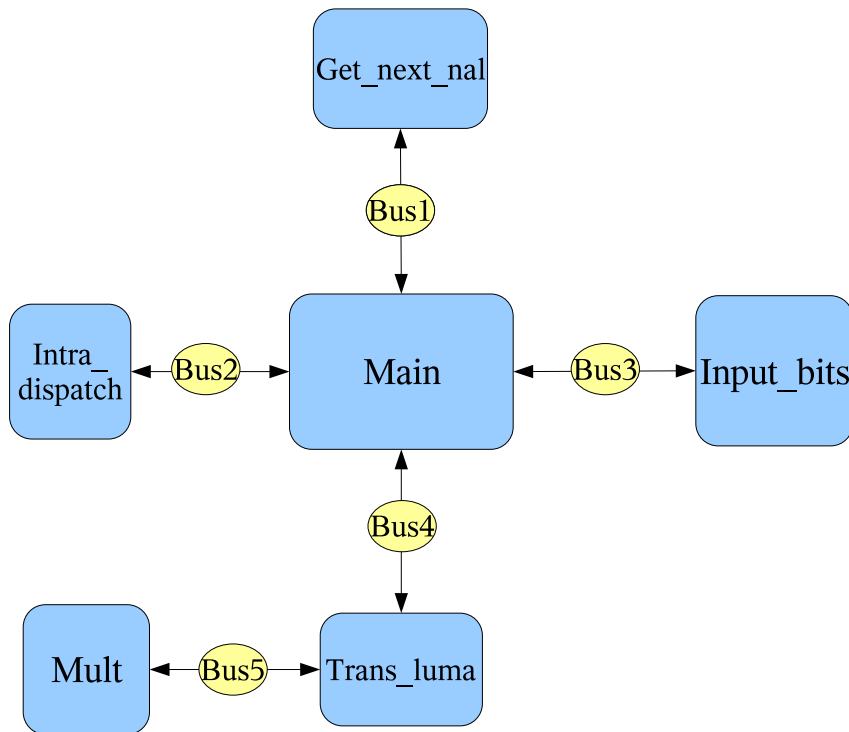 Get_next_nal
Bus1
Intra_
dispatch
Bus2
Main
Bus3
Input_bits
Bus4
Mult
Bus5
Trans_luma